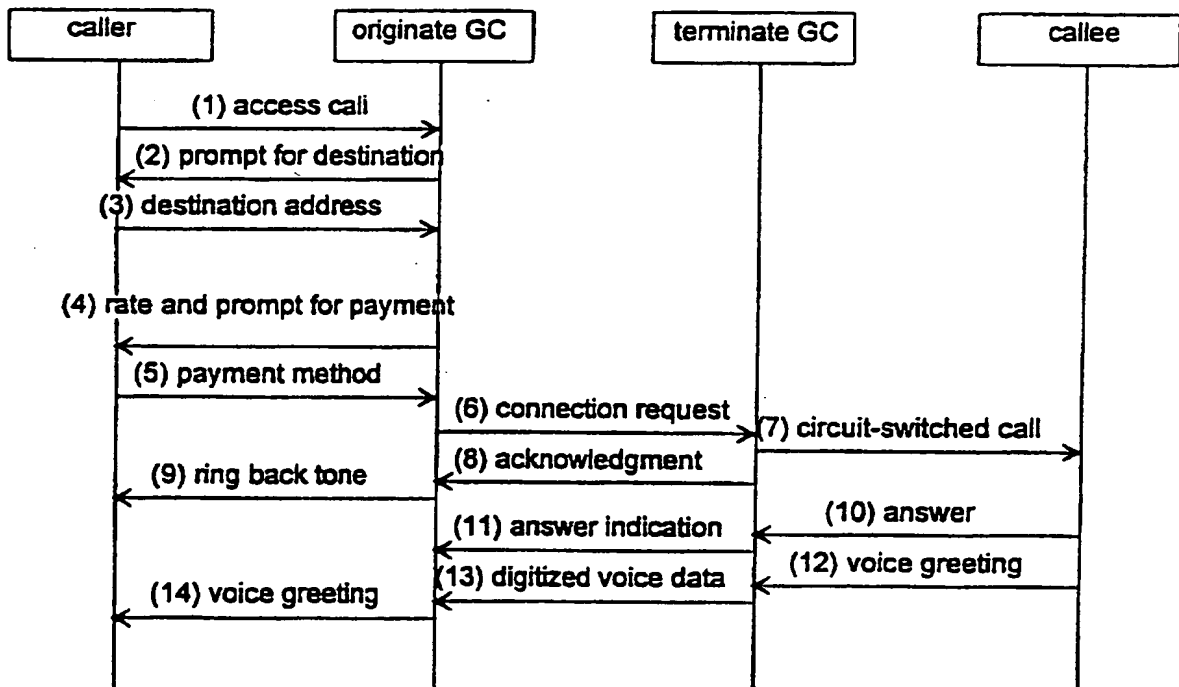 caller
originate GC
terminate GC
callee
(1) access call
(2) prompt for destination
(3) destination address
(4) rate and prompt for payment
(5) payment method
(6) connection request
(7) circuit-switched call
(8) acknowledgment
(9) ring back tone
(10) answer
(11) answer indication
(12) voice greeting
(13) digitized voice data
(14) voice greeting